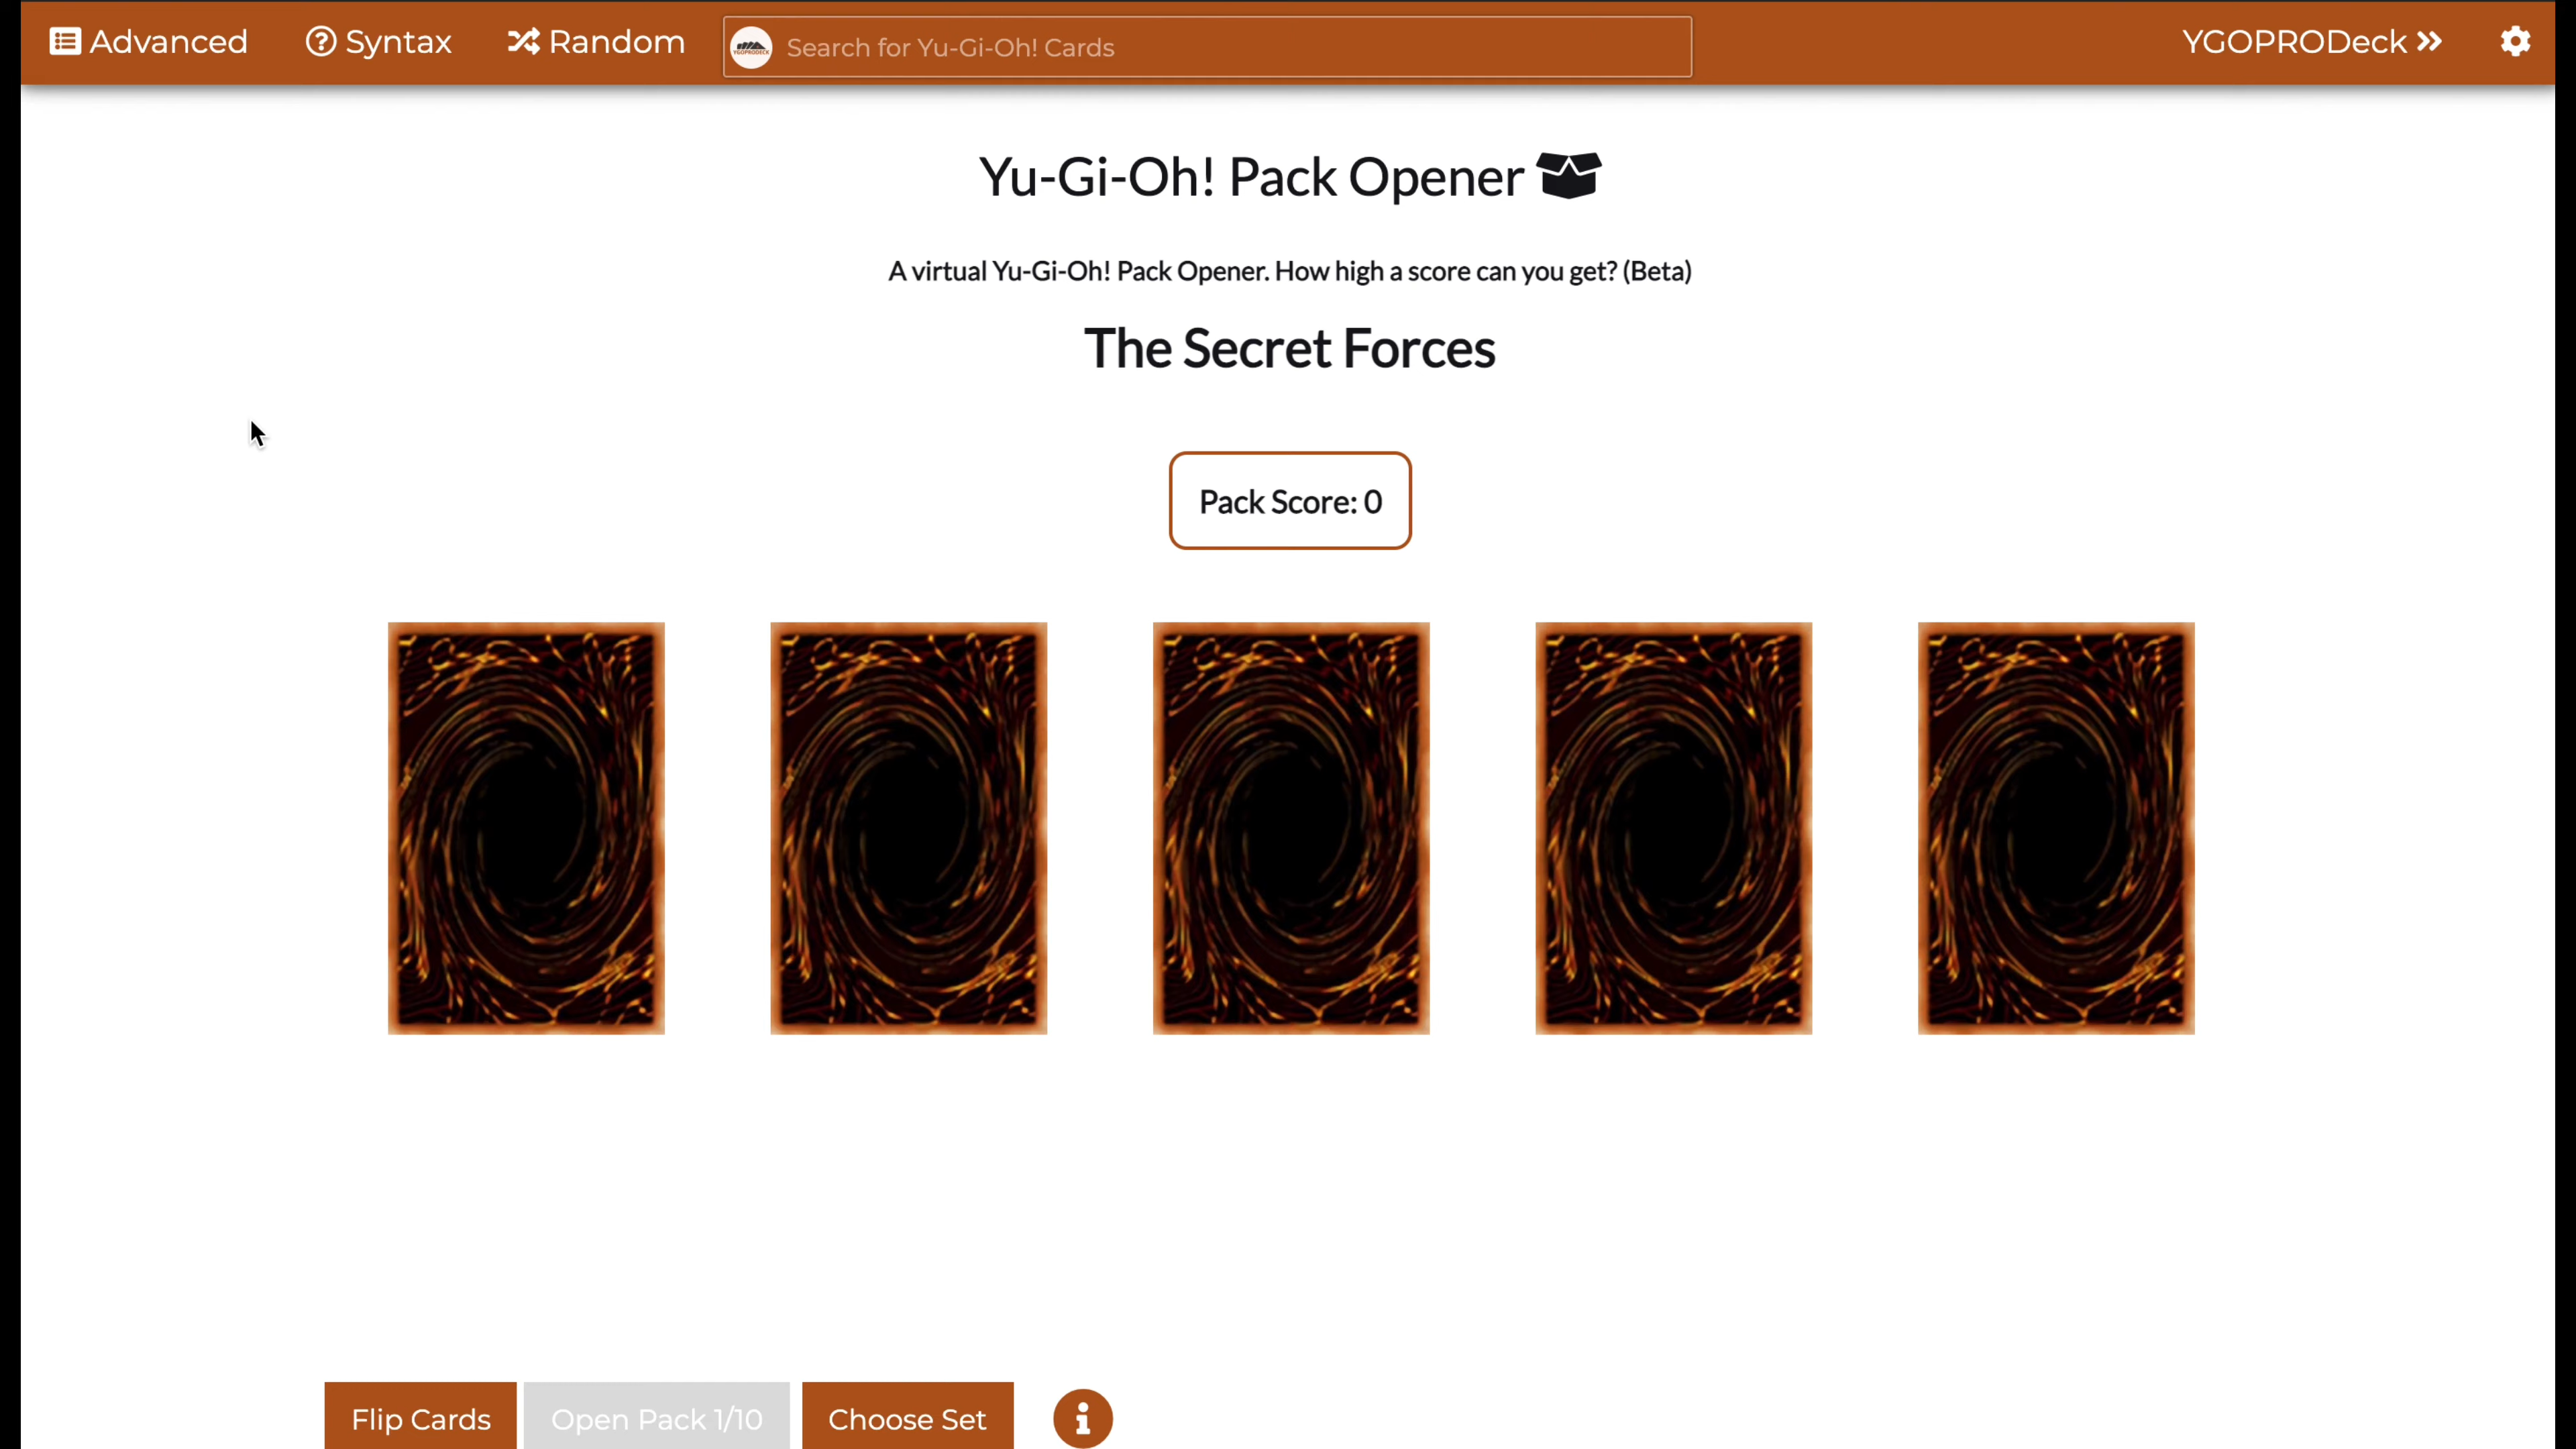 Advanced Syntax Random YGOPRODECK Search for Yu-Gi-Oh! Cards YGOPRODeck
Yu-Gi-Oh! Pack Opener
A virtual Yu-Gi-Oh! Pack Opener. How high a score can you get? (Beta)
The Secret Forces
Pack Score: 0
Flip Cards Open Pack 1/10 Choose Set